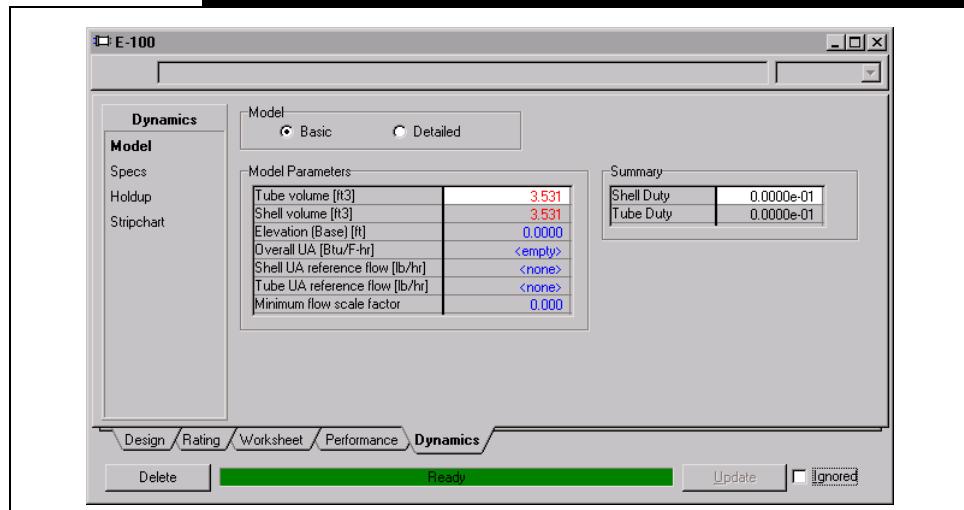 E-100
Dynamics
Model
Specs
Holdup
Stripchart
Model
Basic Detailed
Model Parameters
Tube volume [ft3] 3.531
Shell volume [ft3] 3.531
Elevation (Base) [ft] 0.0000
Overall UA [Btu/F-hr] <empty>
Shell UA reference flow [lb/hr] <none>
Tube UA reference flow [lb/hr] <none>
Minimum flow scale factor 0.000
Summary
Shell Duty 0.0000e-01
Tube Duty 0.0000e-01
Design Rating Worksheet Performance Dynamics
Delete Ready Update Ignored